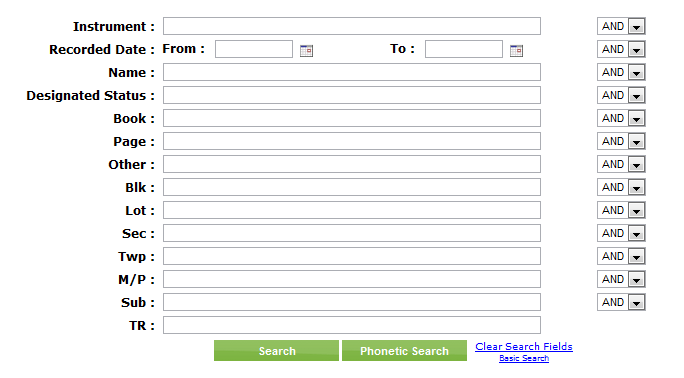 Instrument : AND
Recorded Date : From : To : AND
Name : AND
Designated Status : AND
Book : AND
Page : AND
Other : AND
Blk : AND
Lot : AND
Sec : AND
Twp : AND
M/P : AND
Sub : AND
TR :
Search Phonetic Search Clear Search Fields
Basic Search